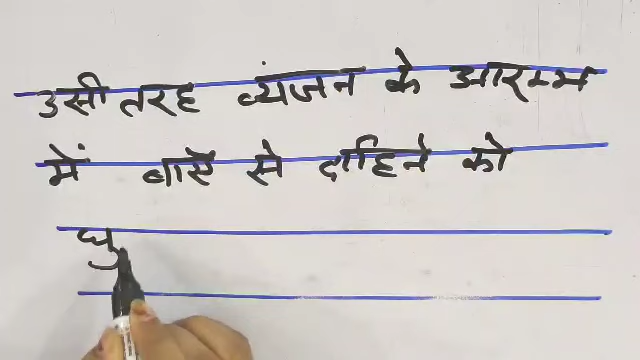 उसी तरह व्यंजन के आरम्भ
में बायें से दाहिने को
घु